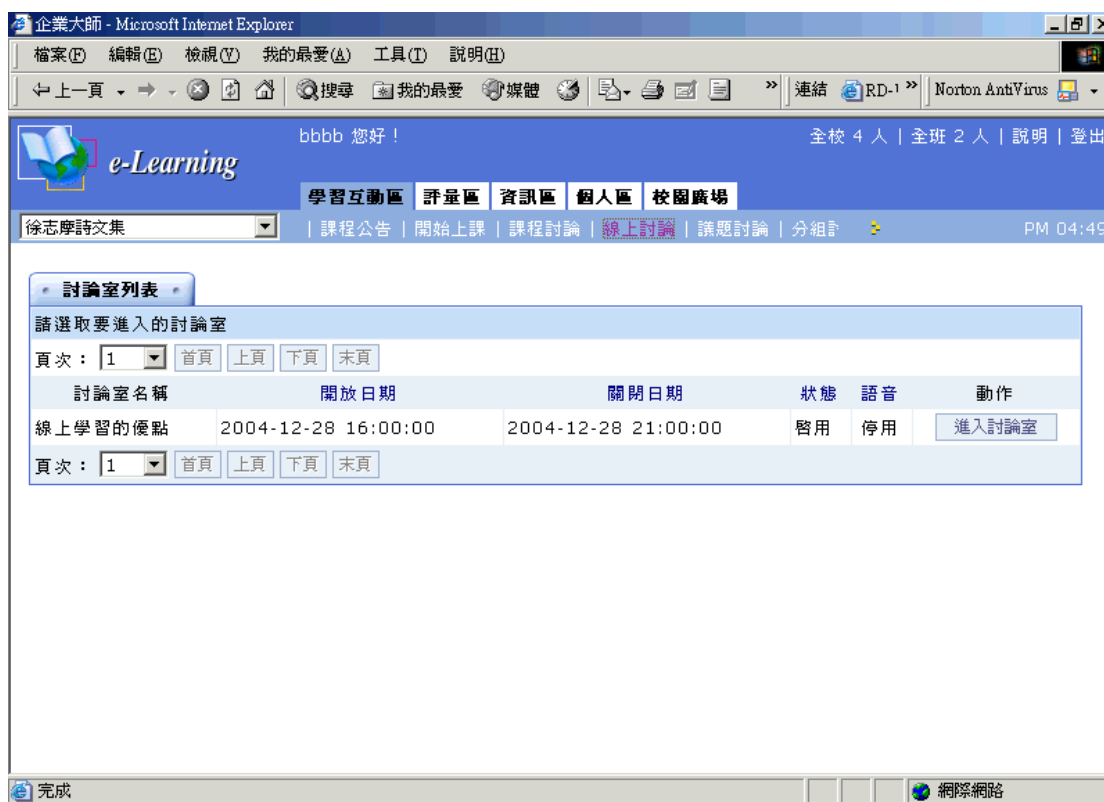 企業大師 - Microsoft Internet Explorer
檔案(F) 編輯(E) 檢視(V) 我的最愛(A) 工具(T) 說明(H)
上一頁 搜尋 我的最愛 媒體 » 連結 RD-1 » Norton AntiVirus
e-Learning
bbbb 您好！ 全校 4 人 | 全班 2 人 | 說明 | 登出
學習互動區 評量區 資訊區 個人區 校園廣場
徐志摩詩文集 | 課程公告 | 開始上課 | 課程討論 | 線上討論 | 議題討論 | 分組 PM 04:49
討論室列表
請選取要進入的討論室
頁次： 1 首頁 上頁 下頁 末頁
討論室名稱 開放日期 關閉日期 狀態 語音 動作
線上學習的優點 2004-12-28 16:00:00 2004-12-28 21:00:00 啓用 停用 進入討論室
頁次： 1 首頁 上頁 下頁 末頁
完成 網際網路